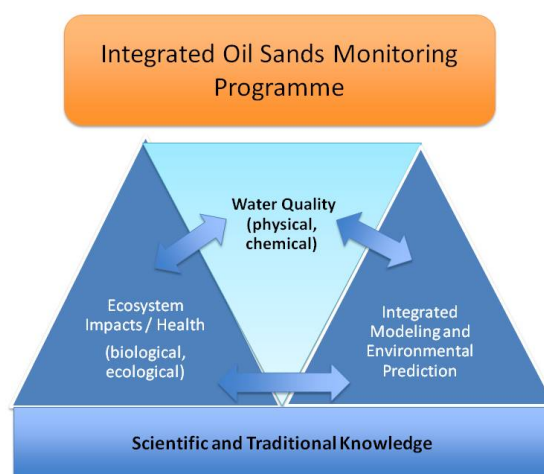 Integrated Oil Sands Monitoring
Programme
Water Quality
(physical,
chemical)
Ecosystem
Impacts / Health
(biological,
ecological)
Integrated
Modeling and
Environmental
Prediction
Scientific and Traditional Knowledge